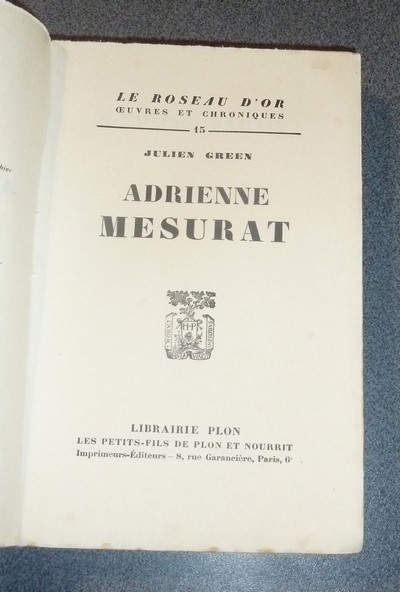 LE ROSEAU D'OR
ŒUVRES ET CHRONIQUES
15
JULIEN GREEN
ADRIENNE
MESURAT
H·P
LIBRAIRIE PLON
LES PETITS-FILS DE PLON ET NOURRIT
Imprimeurs-Éditeurs – 8, rue Garancière, Paris, 6ᵉ